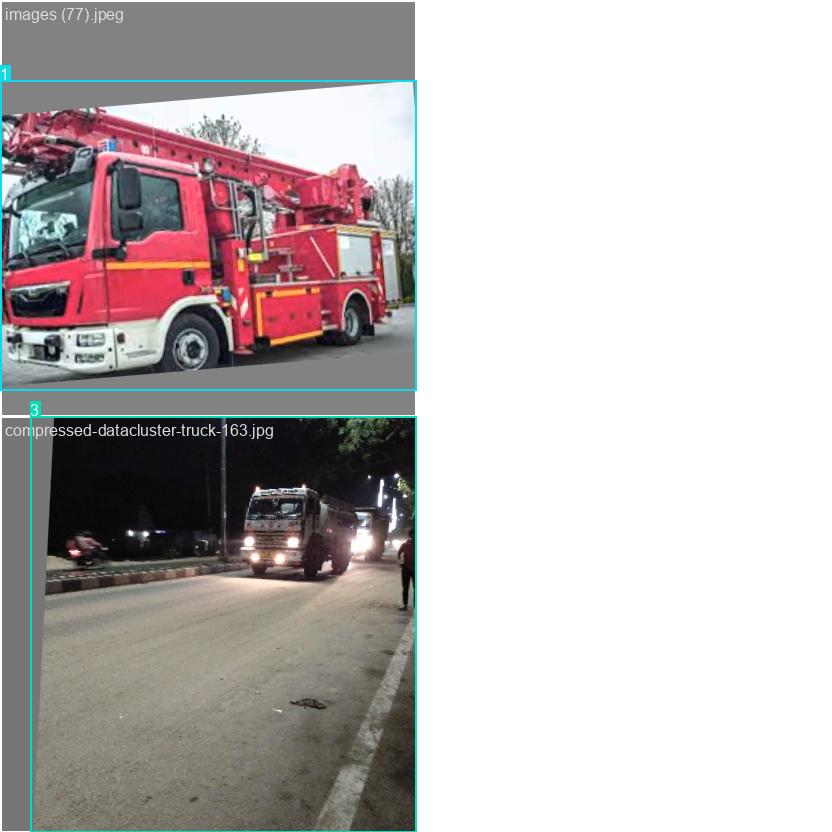 images (77).jpeg
1
3
compressed-datacluster-truck-163.jpg